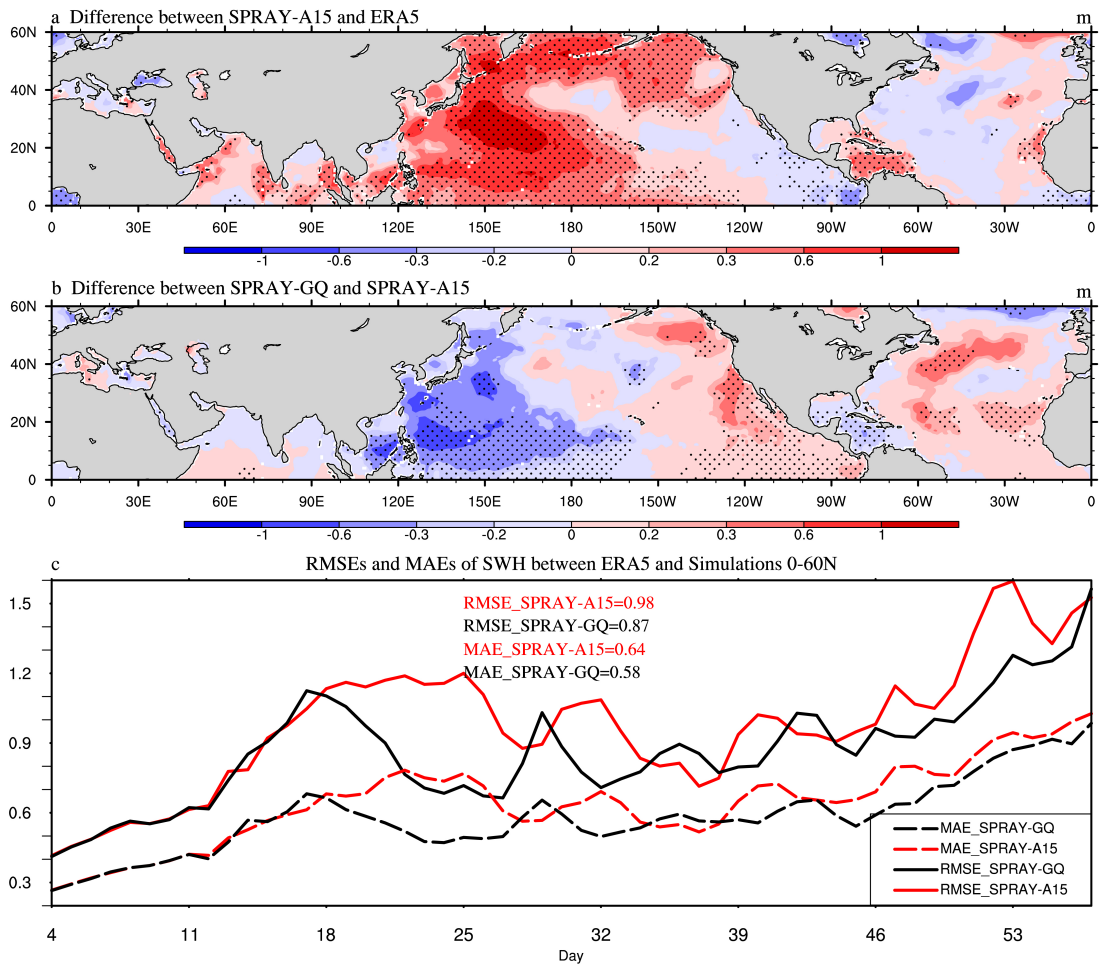 a Difference between SPRAY-A15 and ERA5 m
60N
40N
20N
0
0 30E 60E 90E 120E 150E 180 150W 120W 90W 60W 30W 0
-1 -0.6 -0.3 -0.2 0 0.2 0.3 0.6 1
b Difference between SPRAY-GQ and SPRAY-A15 m
60N
40N
20N
0
0 30E 60E 90E 120E 150E 180 150W 120W 90W 60W 30W 0
-1 -0.6 -0.3 -0.2 0 0.2 0.3 0.6 1
c RMSEs and MAEs of SWH between ERA5 and Simulations 0-60N
RMSE_SPRAY-A15=0.98
RMSE_SPRAY-GQ=0.87
MAE_SPRAY-A15=0.64
MAE_SPRAY-GQ=0.58
1.5
1.2
0.9
0.6
0.3
MAE_SPRAY-GQ
MAE_SPRAY-A15
RMSE_SPRAY-GQ
RMSE_SPRAY-A15
4 11 18 25 32 39 46 53
Day